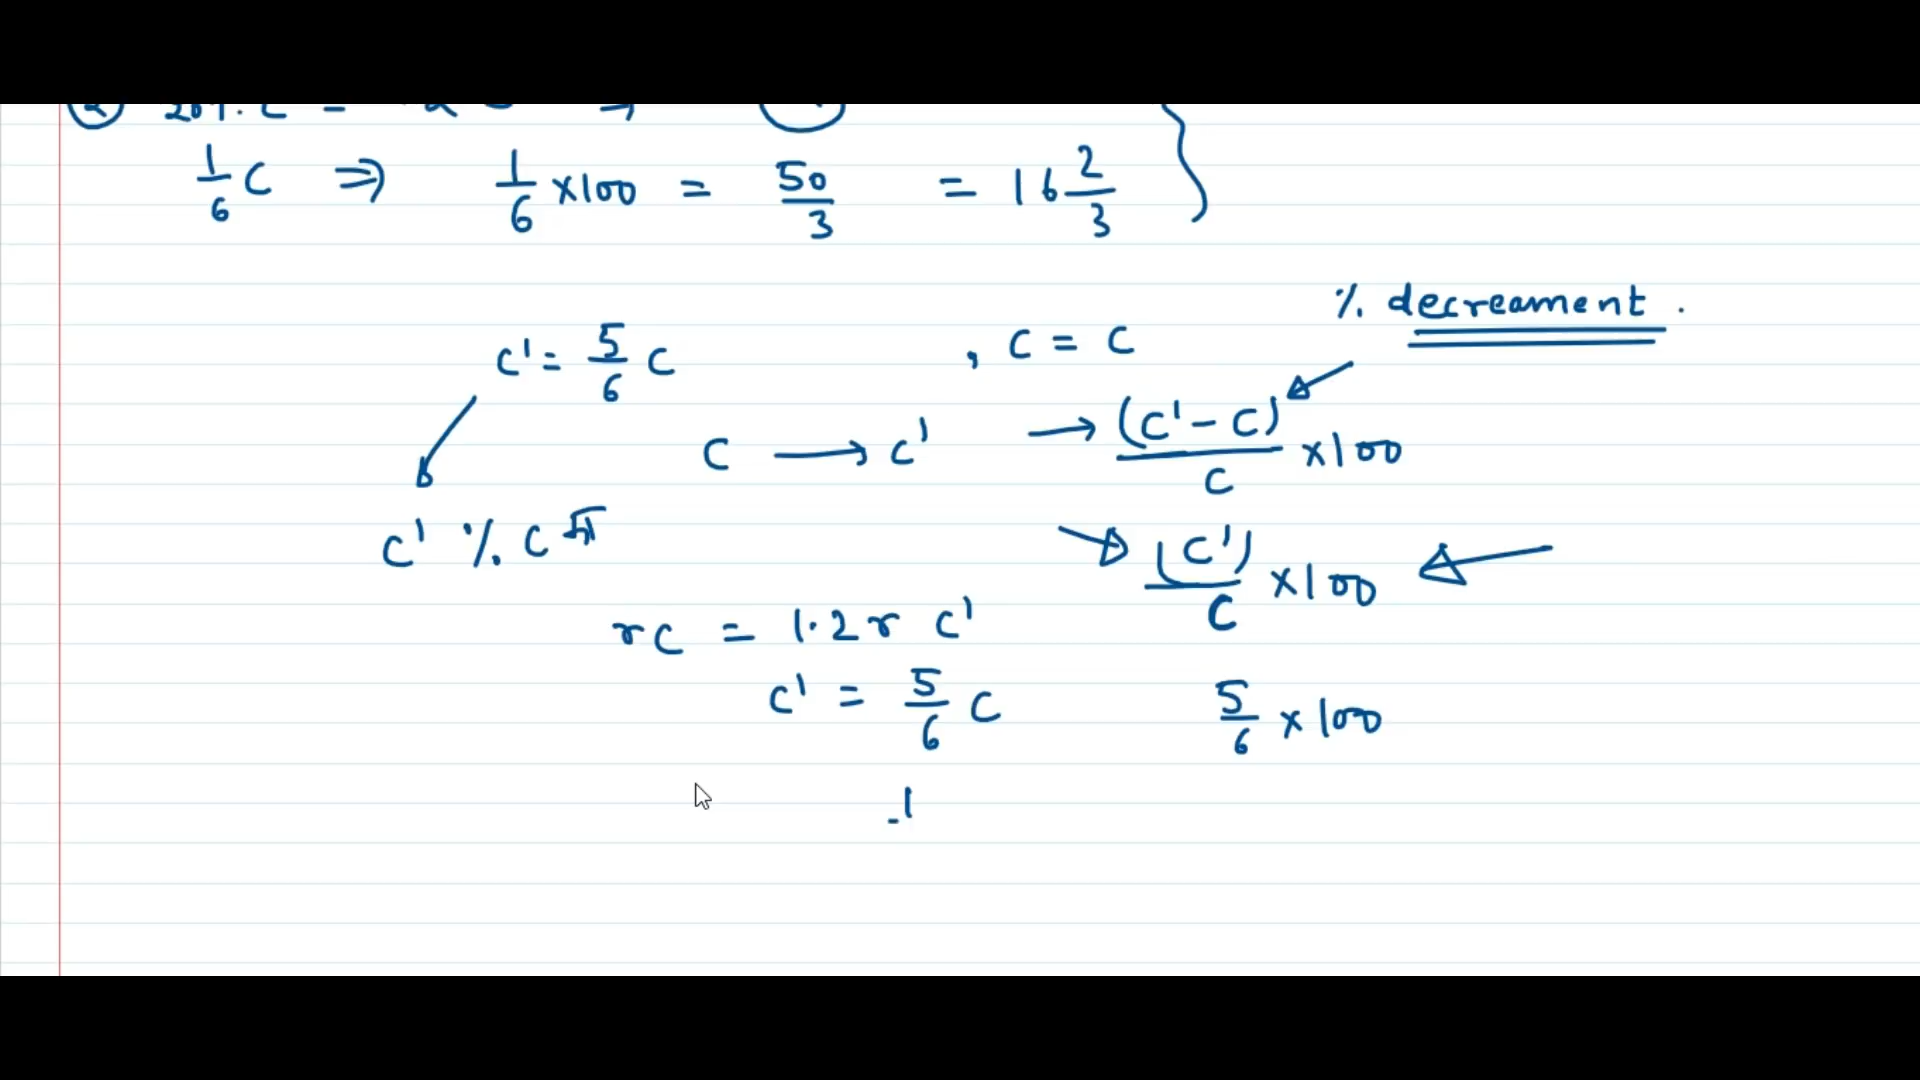 1/6 C ⇒ 1/6 ×100 = 50/3 = 16 2/3
% decreament .
C' = 5/6 C , C = C
C → C' → (C' - C)/C ×100
C' % C का
(C')/C ×100
rC = 1.2r C'
C' = 5/6 C 5/6 × 100